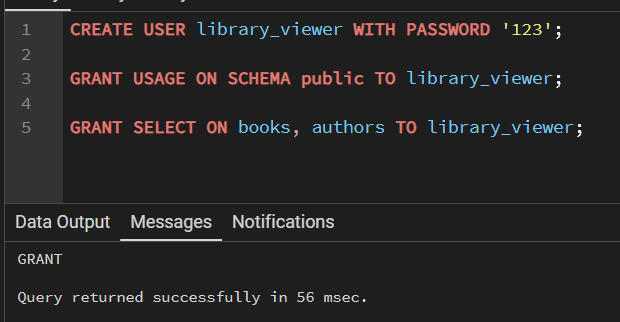 1 CREATE USER library_viewer WITH PASSWORD '123';
2
3 GRANT USAGE ON SCHEMA public TO library_viewer;
4
5 GRANT SELECT ON books, authors TO library_viewer;
Data Output Messages Notifications
GRANT
Query returned successfully in 56 msec.